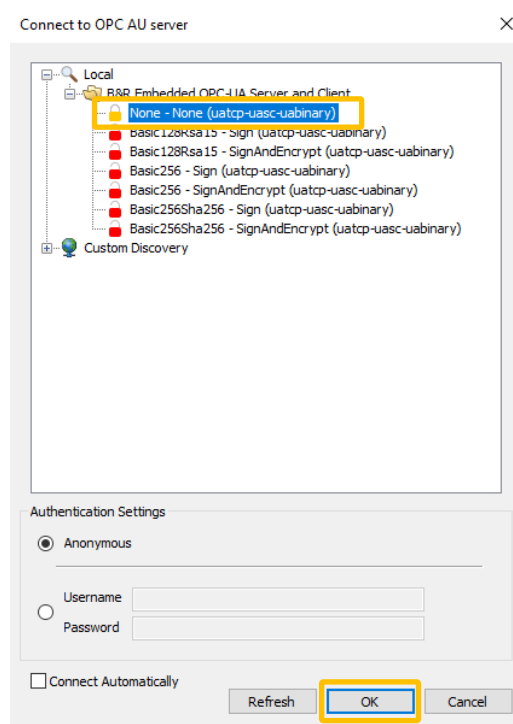 Connect to OPC AU server
Local
B&R Embedded OPC-UA Server and Client
None - None (uatcp-uasc-uabinary)
Basic128Rsa15 - Sign (uatcp-uasc-uabinary)
Basic128Rsa15 - SignAndEncrypt (uatcp-uasc-uabinary)
Basic256 - Sign (uatcp-uasc-uabinary)
Basic256 - SignAndEncrypt (uatcp-uasc-uabinary)
Basic256Sha256 - Sign (uatcp-uasc-uabinary)
Basic256Sha256 - SignAndEncrypt (uatcp-uasc-uabinary)
Custom Discovery
Authentication Settings
Anonymous
Username
Password
Connect Automatically
Refresh OK Cancel